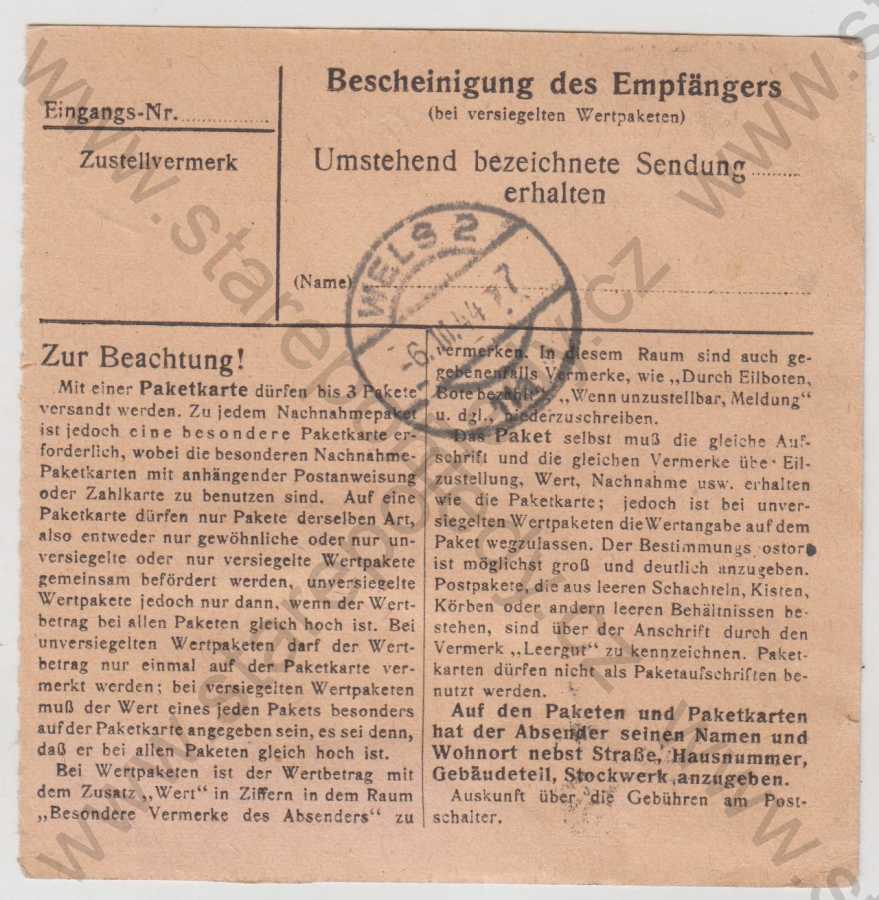 Eingangs-Nr.
Zustellvermerk
Bescheinigung des Empfängers
(bei versiegelten Wertpaketen)
Umstehend bezeichnete Sendung
erhalten
(Name)
WELS 2
-6.III.44.-7
Zur Beachtung!
Mit einer Paketkarte dürfen bis 3 Pakete
versandt werden. Zu jedem Nachnahmepaket
ist jedoch eine besondere Paketkarte er-
forderlich, wobei die besonderen Nachnahme-
Paketkarten mit anhängender Postanweisung
oder Zahlkarte zu benutzen sind. Auf eine
Paketkarte dürfen nur Pakete derselben Art,
also entweder nur gewöhnliche oder nur un-
versiegelte oder nur versiegelte Wertpakete
gemeinsam befördert werden, unversiegelte
Wertpakete jedoch nur dann, wenn der Wert-
betrag bei allen Paketen gleich hoch ist. Bei
unversiegelten Wertpaketen darf der Wert-
betrag nur einmal auf der Paketkarte ver-
merkt werden; bei versiegelten Wertpaketen
muß der Wert eines jeden Pakets besonders
auf der Paketkarte angegeben sein, es sei denn,
daß er bei allen Paketen gleich hoch ist.
Bei Wertpaketen ist der Wertbetrag mit
dem Zusatz „Wert" in Ziffern in dem Raum
„Besondere Vermerke des Absenders" zu
vermerken. In diesem Raum sind auch ge-
gebenenfalls Vermerke, wie „Durch Eilboten,
Bote bezahlt", „Wenn unzustellbar, Meldung"
u. dgl., niederzuschreiben.
Das Paket selbst muß die gleiche Auf-
schrift und die gleichen Vermerke über Eil-
zustellung, Wert, Nachnahme usw. erhalten
wie die Paketkarte; jedoch ist bei unver-
siegelten Wertpaketen die Wertangabe auf dem
Paket wegzulassen. Der Bestimmungspostort
ist möglichst groß und deutlich anzugeben.
Postpakete, die aus leeren Schachteln, Kisten,
Körben oder andern leeren Behältnissen be-
stehen, sind über der Anschrift durch den
Vermerk „Leergut" zu kennzeichnen. Paket-
karten dürfen nicht als Paketaufschriften be-
nutzt werden.
Auf den Paketen und Paketkarten
hat der Absender seinen Namen und
Wohnort nebst Straße, Hausnummer,
Gebäudeteil, Stockwerk anzugeben.
Auskunft über die Gebühren am Post-
schalter.